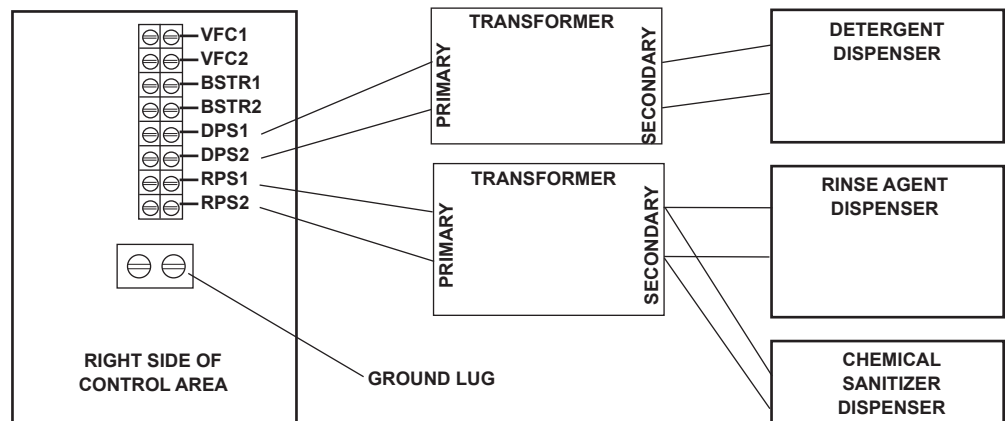 VFC1
VFC2
BSTR1
BSTR2
DPS1
DPS2
RPS1
RPS2
RIGHT SIDE OF
CONTROL AREA
GROUND LUG
TRANSFORMER
PRIMARY
SECONDARY
TRANSFORMER
PRIMARY
SECONDARY
DETERGENT
DISPENSER
RINSE AGENT
DISPENSER
CHEMICAL
SANITIZER
DISPENSER